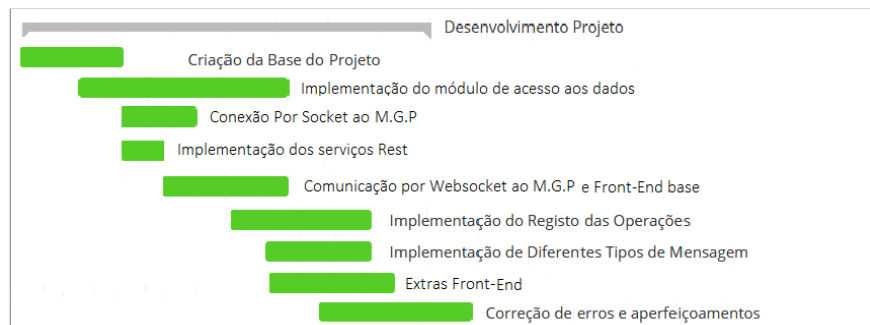 Desenvolvimento Projeto
Criação da Base do Projeto
Implementação do módulo de acesso aos dados
Conexão Por Socket ao M.G.P
Implementação dos serviços Rest
Comunicação por Websocket ao M.G.P e Front-End base
Implementação do Registo das Operações
Implementação de Diferentes Tipos de Mensagem
Extras Front-End
Correção de erros e aperfeiçoamentos